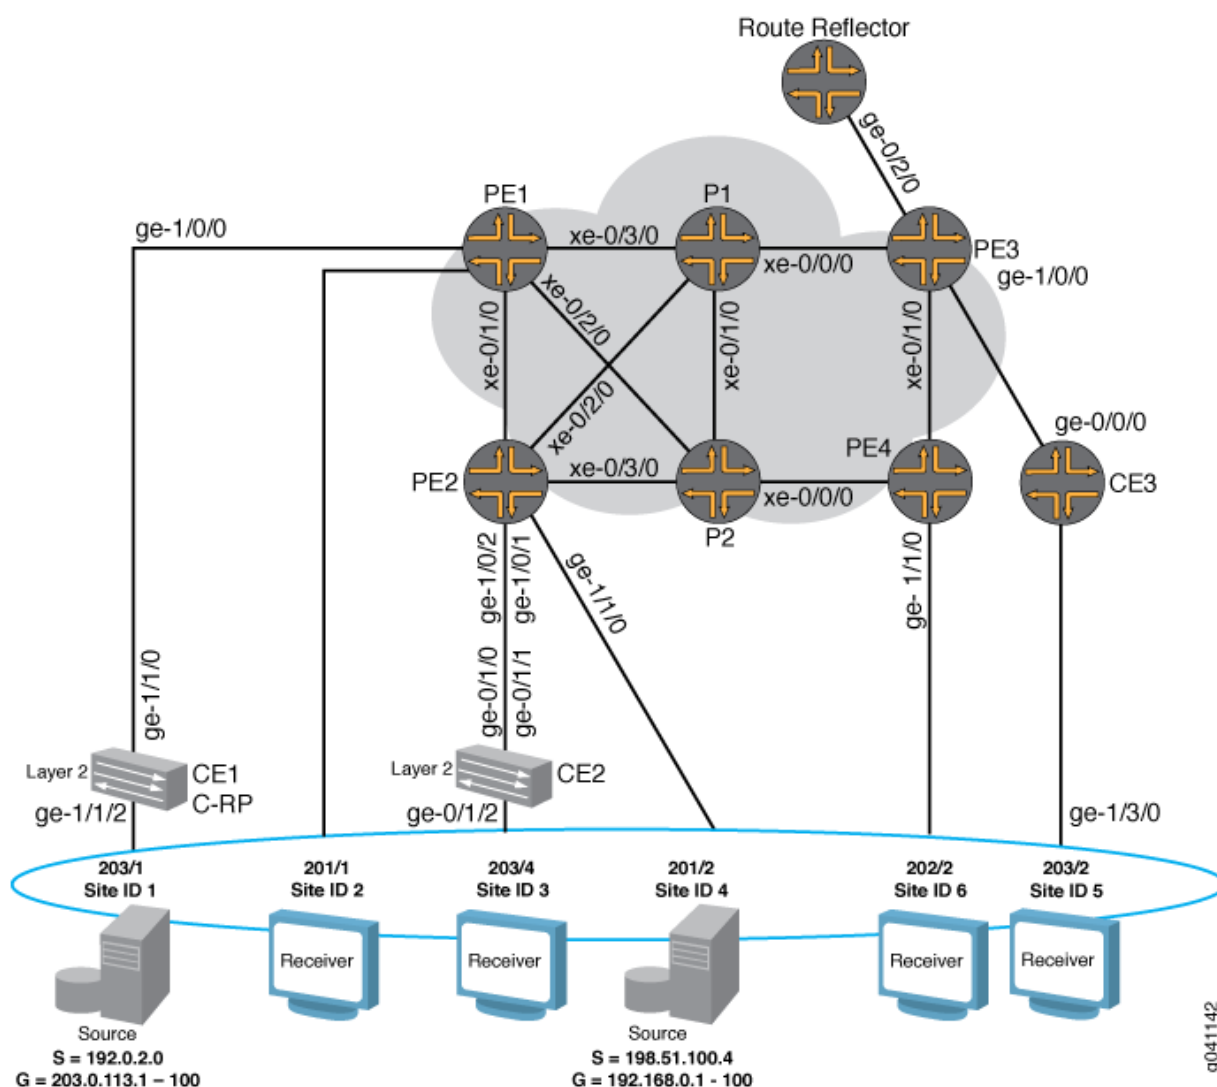 Route Reflector
ge-0/2/0
PE1
P1
ge-1/0/0
xe-0/3/0
xe-0/0/0
PE3
ge-1/0/0
xe-0/2/0
xe-0/1/0
xe-0/1/0
xe-0/1/0
xe-0/2/0
ge-0/0/0
PE4
PE2
xe-0/3/0
xe-0/0/0
CE3
P2
ge-1/0/2
ge-1/0/1
ge-1/1/0
ge- 1/1/0
ge-1/1/0
ge-0/1/0
ge-0/1/1
Layer 2
CE1
C-RP
Layer 2
CE2
ge-1/1/2
ge-0/1/2
ge-1/3/0
203/1
Site ID 1
201/1
Site ID 2
203/4
Site ID 3
201/2
Site ID 4
202/2
Site ID 6
203/2
Site ID 5
Receiver
Receiver
Receiver
Receiver
Source
S = 192.0.2.0
G = 203.0.113.1 – 100
Source
S = 198.51.100.4
G = 192.168.0.1 - 100
g041142